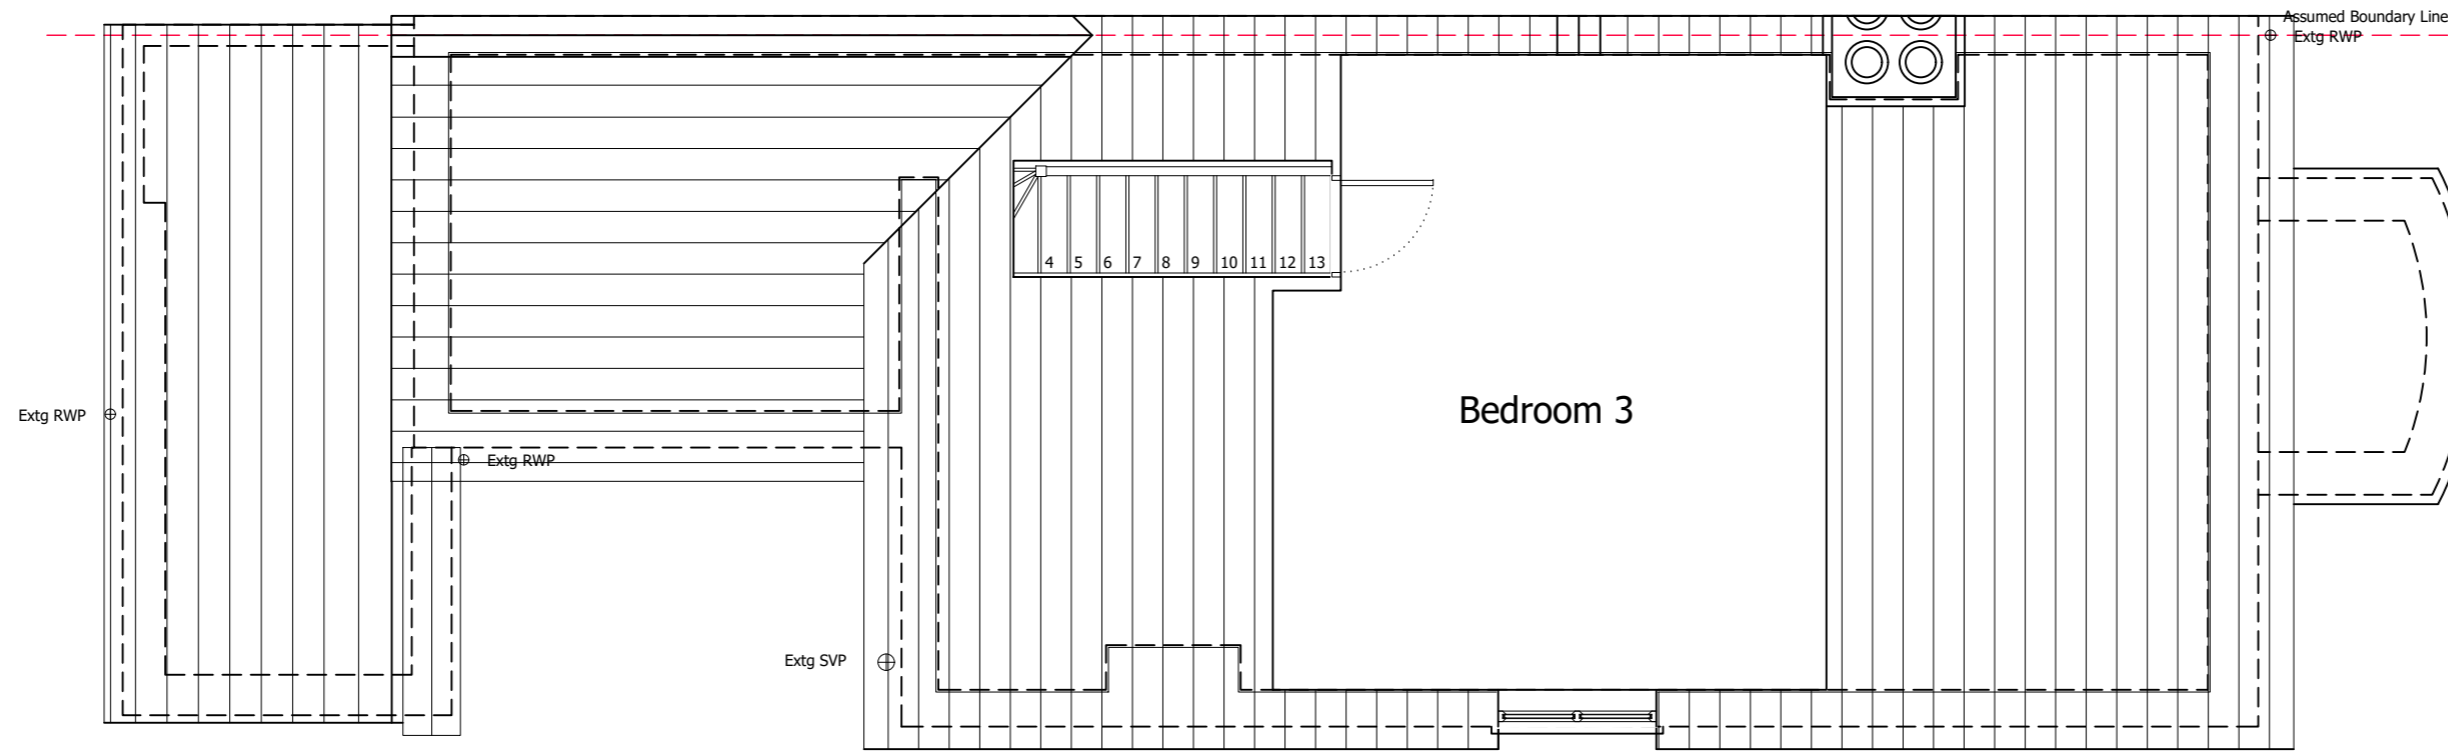 Assumed Boundary Line
Extg RWP
4 5 6 7 8 9 10 11 12 13
Bedroom 3
Extg RWP
Extg RWP
Extg SVP